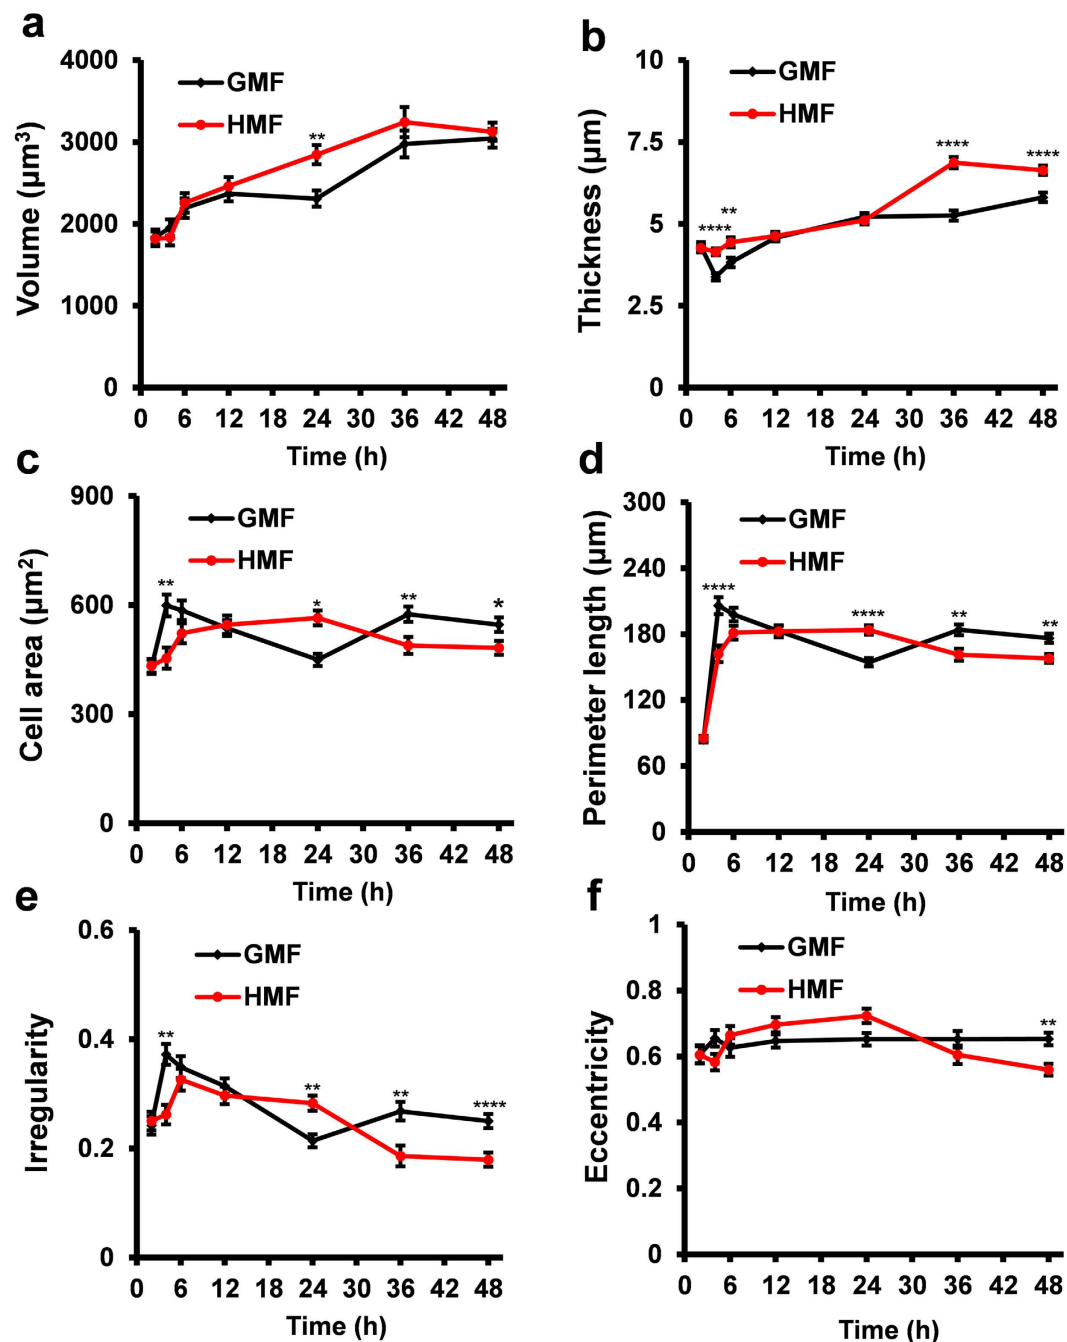 a
4000
3000
2000
1000
0
Volume (μm³)
GMF
HMF
**
0 6 12 18 24 30 36 42 48
Time (h)
b
10
7.5
5
2.5
0
Thickness (μm)
GMF
HMF
****
**
****
****
0 6 12 18 24 30 36 42 48
Time (h)
c
900
600
300
0
Cell area (μm²)
GMF
HMF
**
*
**
*
0 6 12 18 24 30 36 42 48
Time (h)
d
300
240
180
120
60
0
Perimeter length (μm)
GMF
HMF
****
****
**
**
0 6 12 18 24 30 36 42 48
Time (h)
e
0.6
0.4
0.2
0
Irregularity
GMF
HMF
**
**
**
****
0 6 12 18 24 30 36 42 48
Time (h)
f
1
0.8
0.6
0.4
0.2
0
Eccentricity
GMF
HMF
**
0 6 12 18 24 30 36 42 48
Time (h)